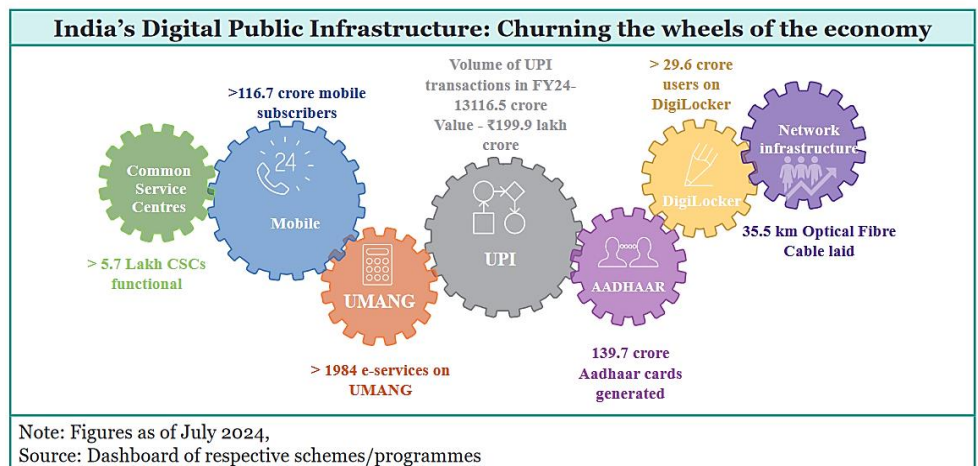 India's Digital Public Infrastructure: Churning the wheels of the economy
>116.7 crore mobile
subscribers
Volume of UPI
transactions in FY24-
13116.5 crore
Value - ₹199.9 lakh
crore
> 29.6 crore
users on
DigiLocker
Common
Service
Centres
> 5.7 Lakh CSCs
functional
24
Mobile
UMANG
> 1984 e-services on
UMANG
UPI
AADHAAR
139.7 crore
Aadhaar cards
generated
DigiLocker
Network
infrastructure
35.5 km Optical Fibre
Cable laid
Note: Figures as of July 2024,
Source: Dashboard of respective schemes/programmes